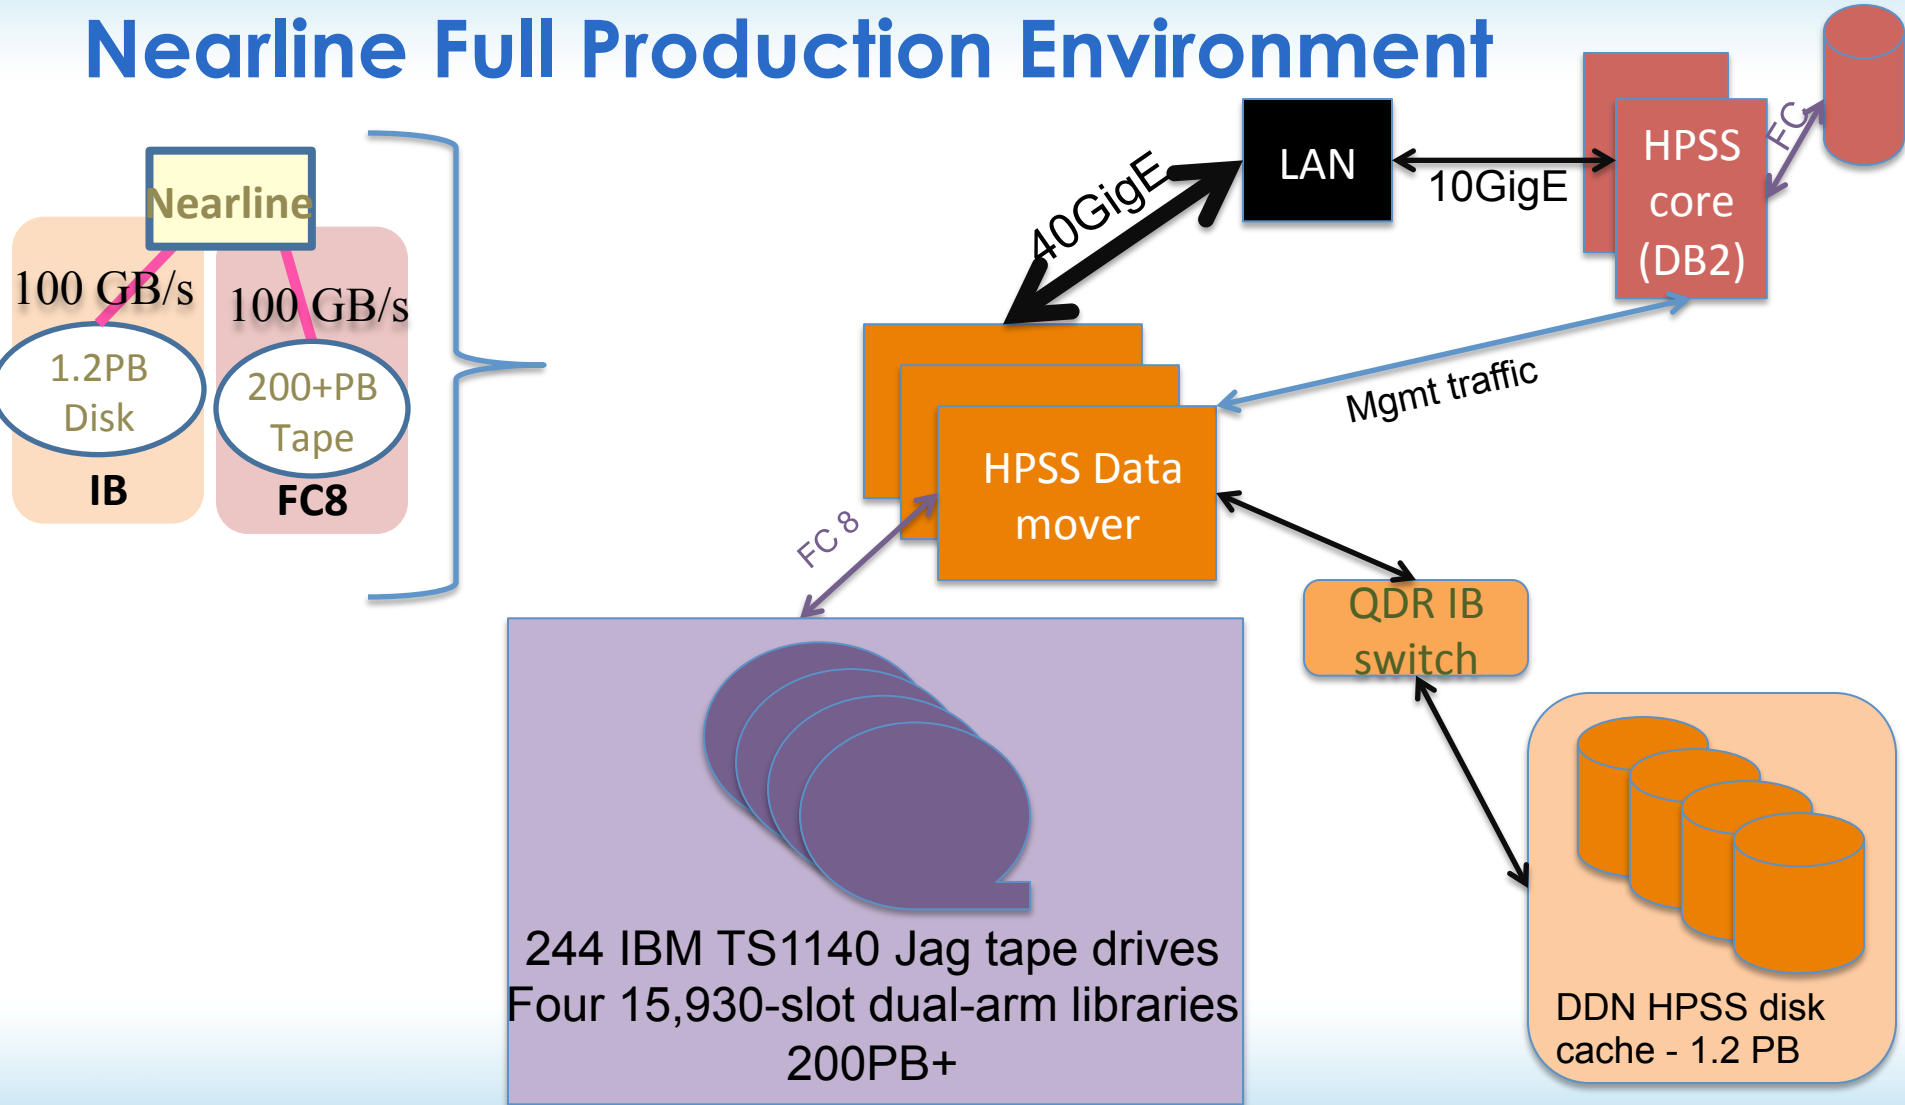 Nearline Full Production Environment
Nearline
100 GB/s
100 GB/s
1.2PB
Disk
200+PB
Tape
IB
FC8
LAN
40GigE
10GigE
HPSS
core
(DB2)
FC
Mgmt traffic
HPSS Data
mover
FC 8
QDR IB
switch
244 IBM TS1140 Jag tape drives
Four 15,930-slot dual-arm libraries
200PB+
DDN HPSS disk
cache - 1.2 PB